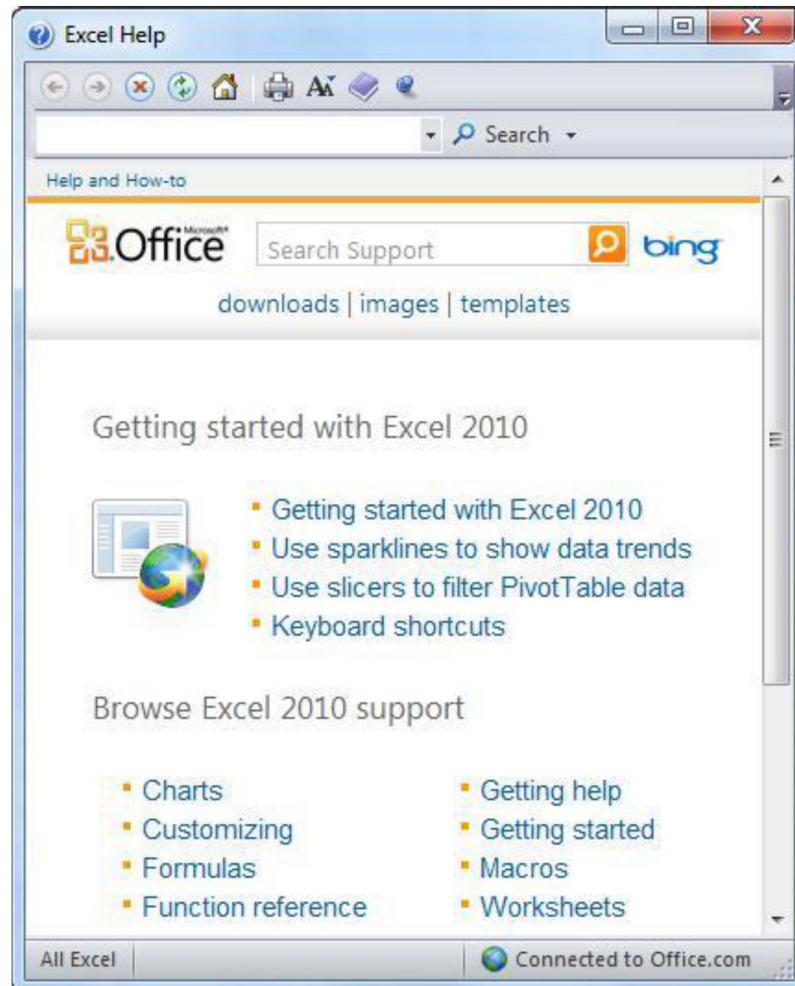 Excel Help
Search
Help and How-to
Microsoft®
Office
Search Support
bing
downloads | images | templates
Getting started with Excel 2010
Getting started with Excel 2010
Use sparklines to show data trends
Use slicers to filter PivotTable data
Keyboard shortcuts
Browse Excel 2010 support
Charts
Getting help
Customizing
Getting started
Formulas
Macros
Function reference
Worksheets
All Excel
Connected to Office.com